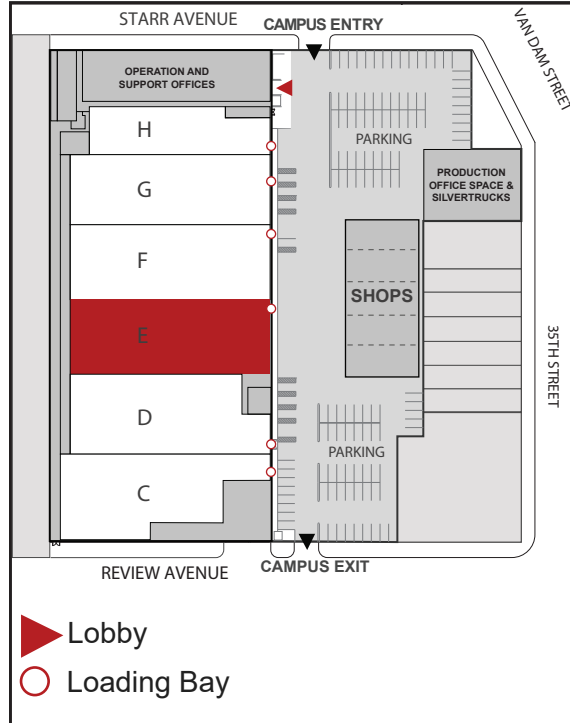 STARR AVENUE
CAMPUS ENTRY
VAN DAM STREET
OPERATION AND
SUPPORT OFFICES
H
PARKING
G
PRODUCTION
OFFICE SPACE &
SILVERTRUCKS
F
SHOPS
E
35TH STREET
D
PARKING
C
REVIEW AVENUE
CAMPUS EXIT
Lobby
Loading Bay